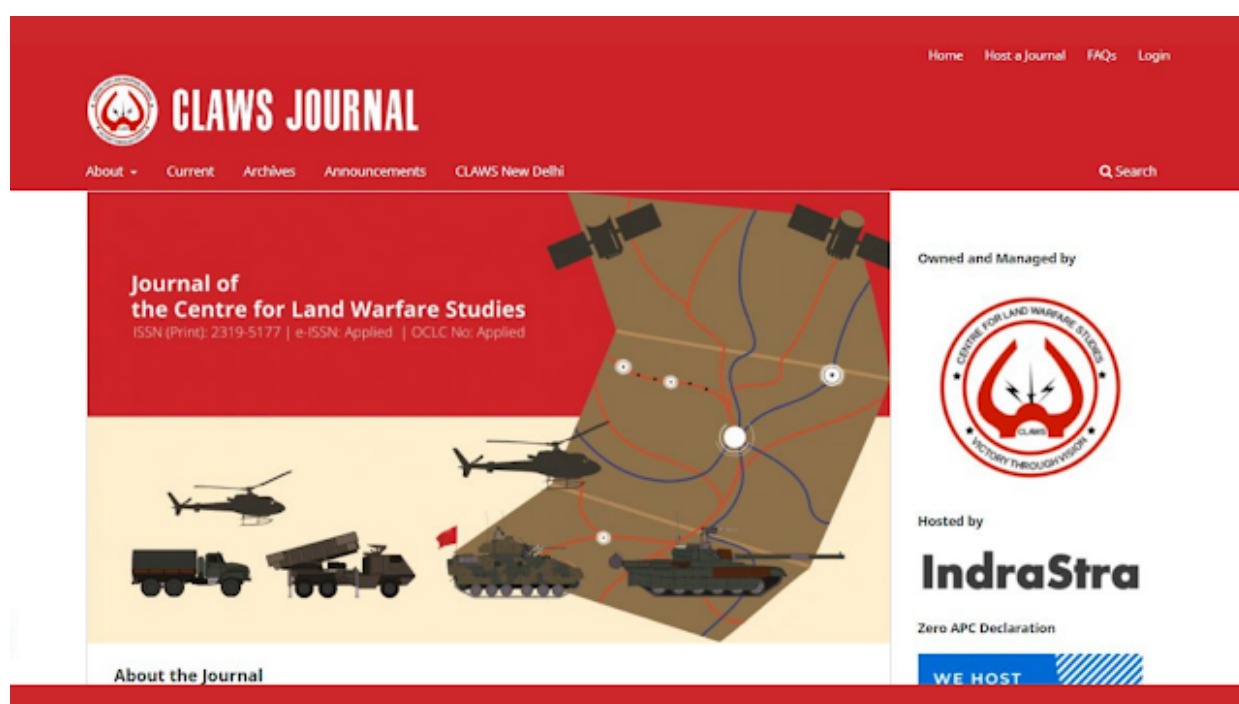 Home Host a Journal FAQs Login
CLAWS JOURNAL
About Current Archives Announcements CLAWS New Delhi Search
Journal of
the Centre for Land Warfare Studies
ISSN (Print): 2319-5177 | e-ISSN: Applied | OCLC No: Applied
Owned and Managed by
CENTRE FOR LAND WARFARE STUDIES
CLAWS
VICTORY THROUGH VISION
Hosted by
IndraStra
Zero APC Declaration
About the Journal
WE HOST